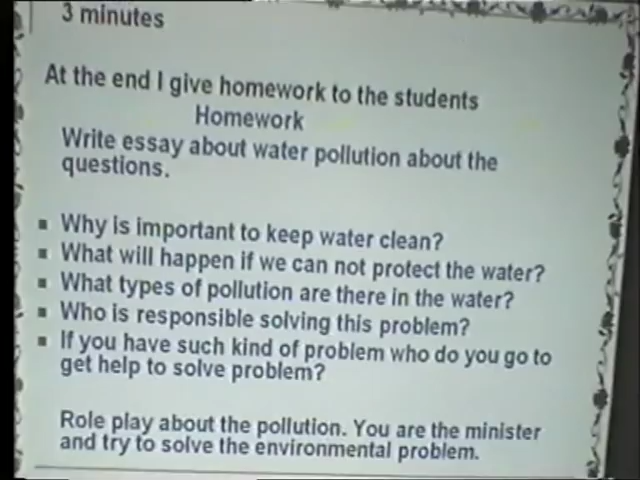 3 minutes
At the end I give homework to the students
Homework
Write essay about water pollution about the
questions.
Why is important to keep water clean?
What will happen if we can not protect the water?
What types of pollution are there in the water?
Who is responsible solving this problem?
If you have such kind of problem who do you go to
get help to solve problem?
Role play about the pollution. You are the minister
and try to solve the environmental problem.